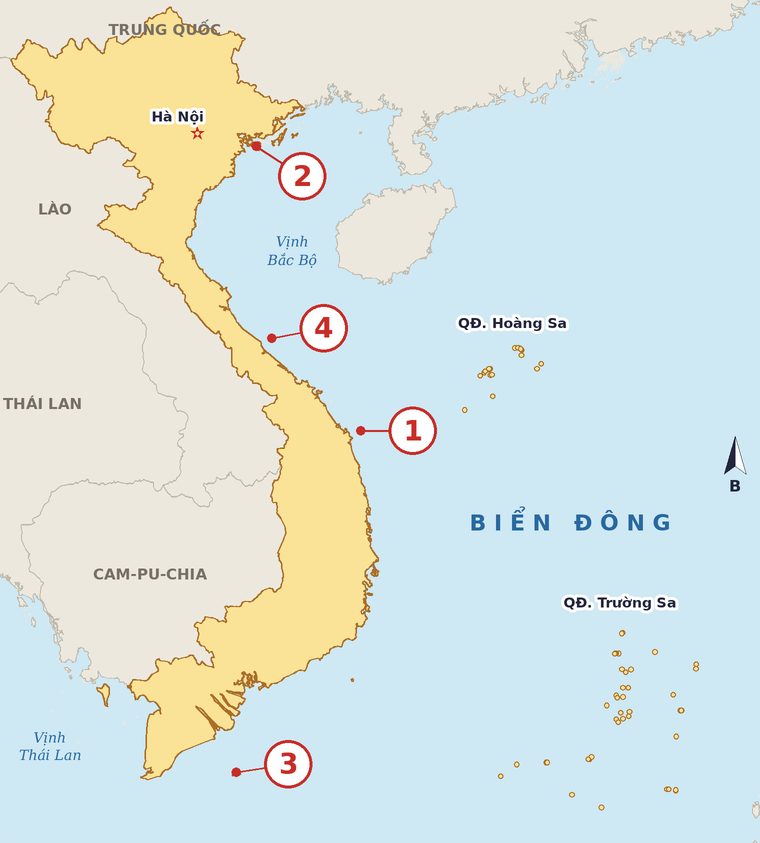 TRUNG QUỐC
Hà Nội
2
LÀO
Vịnh
Bắc Bộ
4
QĐ. Hoàng Sa
THÁI LAN
1
B
BIỂN ĐÔNG
CAM-PU-CHIA
QĐ. Trường Sa
Vịnh
Thái Lan
3